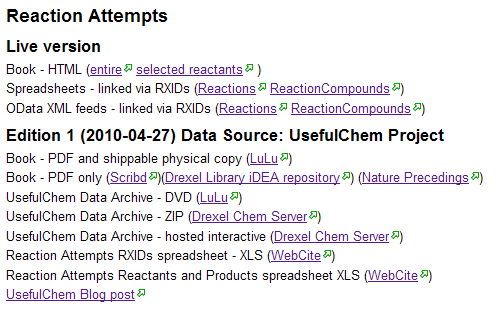 Reaction Attempts
Live version
Book - HTML (entire selected reactants )
Spreadsheets - linked via RXIDs (Reactions ReactionCompounds )
OData XML feeds - linked via RXIDs (Reactions ReactionCompounds )
Edition 1 (2010-04-27) Data Source: UsefulChem Project
Book - PDF and shippable physical copy (LuLu )
Book - PDF only (Scribd )(Drexel Library iDEA repository ) (Nature Precedings )
UsefulChem Data Archive - DVD (LuLu )
UsefulChem Data Archive - ZIP (Drexel Chem Server )
UsefulChem Data Archive - hosted interactive (Drexel Chem Server )
Reaction Attempts RXIDs spreadsheet - XLS (WebCite )
Reaction Attempts Reactants and Products spreadsheet XLS (WebCite )
UsefulChem Blog post